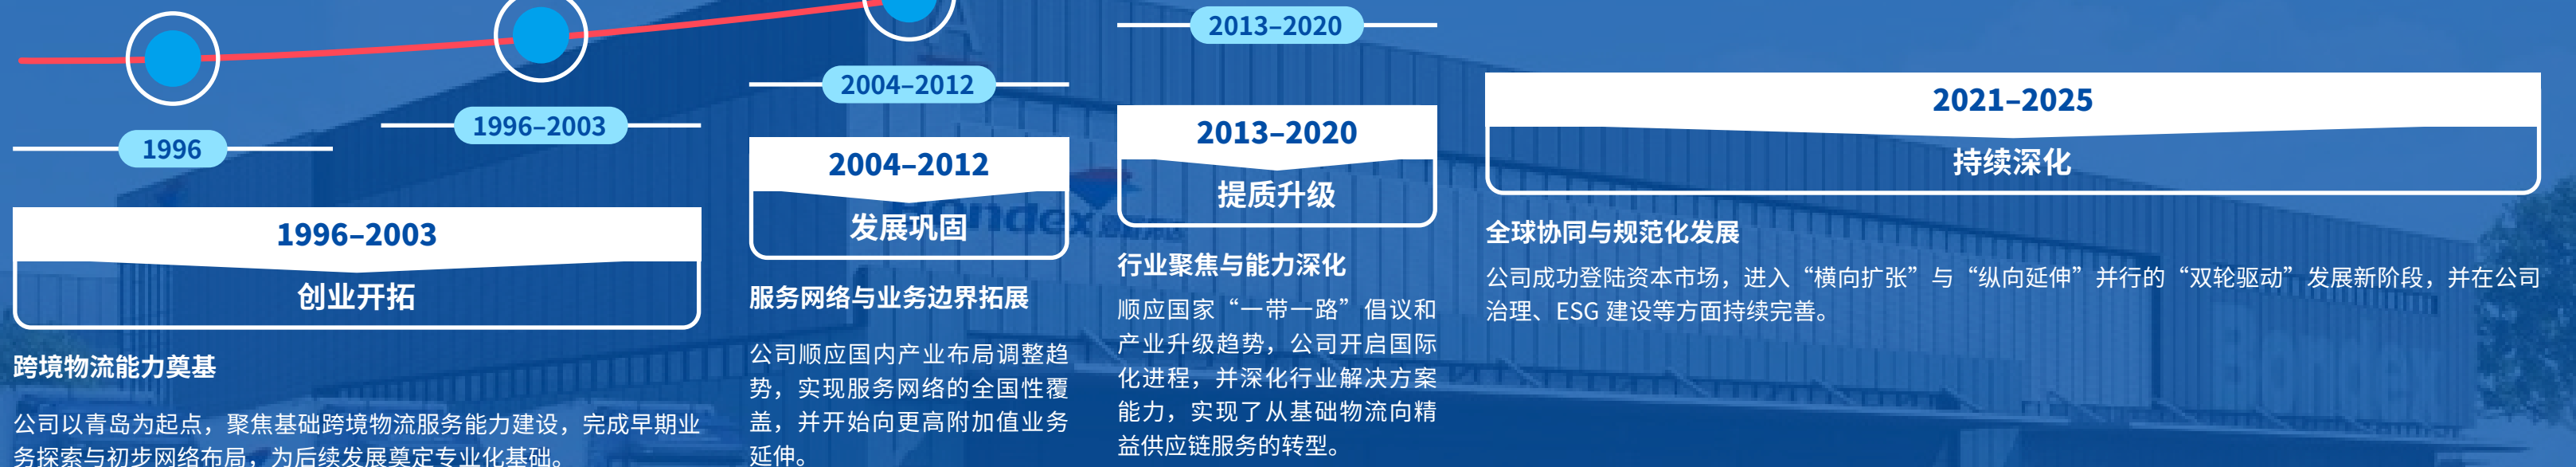 1996
1996–2003
2004–2012
2013–2020
1996–2003
创业开拓
跨境物流能力奠基
公司以青岛为起点，聚焦基础跨境物流服务能力建设，完成早期业
务探索与初步网络布局，为后续发展奠定专业化基础。
2004–2012
发展巩固
服务网络与业务边界拓展
公司顺应国内产业布局调整趋
势，实现服务网络的全国性覆
盖，并开始向更高附加值业务
延伸。
2013–2020
提质升级
行业聚焦与能力深化
顺应国家“一带一路”倡议和
产业升级趋势，公司开启国际
化进程，并深化行业解决方案
能力，实现了从基础物流向精
益供应链服务的转型。
2021–2025
持续深化
全球协同与规范化发展
公司成功登陆资本市场，进入“横向扩张”与“纵向延伸”并行的“双轮驱动”发展新阶段，并在公司
治理、ESG 建设等方面持续完善。